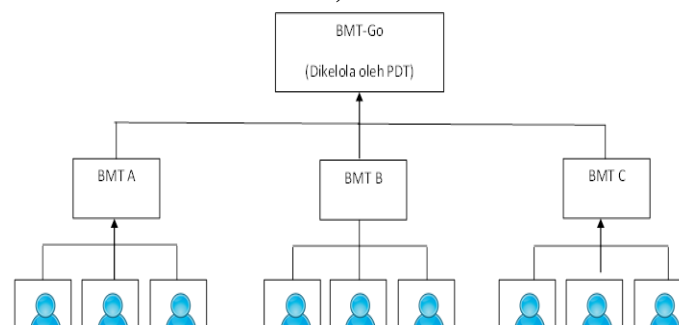 BMT-Go
(Dikelola oleh PDT)
BMT A
BMT B
BMT C